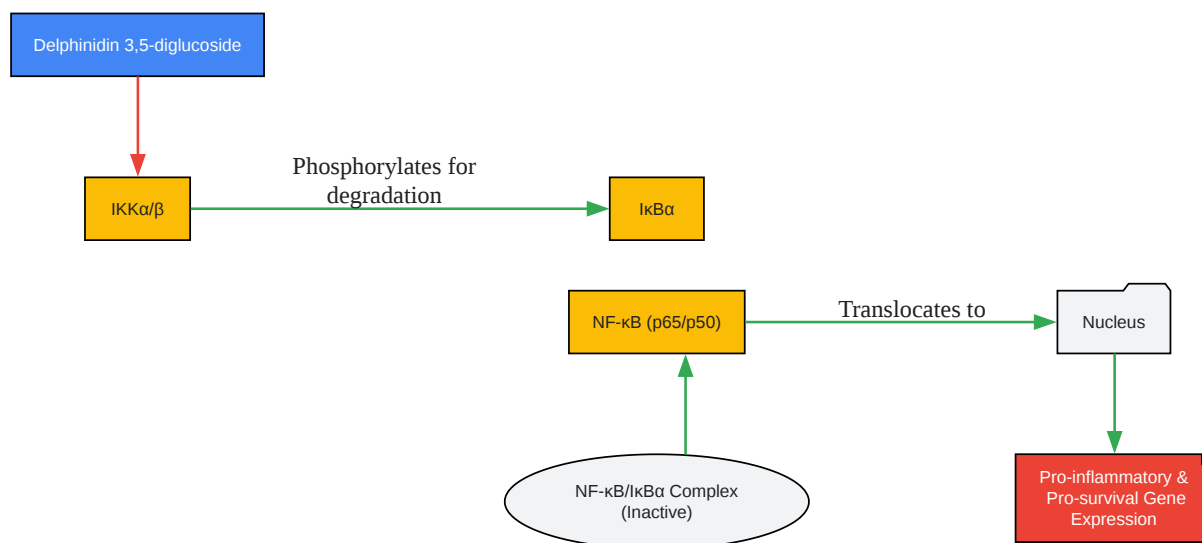 Delphinidin 3,5-diglucoside
Phosphorylates for
degradation
IKKα/β
IκBα
NF-κB (p65/p50)
Translocates to
Nucleus
NF-κB/IκBα Complex
(Inactive)
Pro-inflammatory &
Pro-survival Gene
Expression